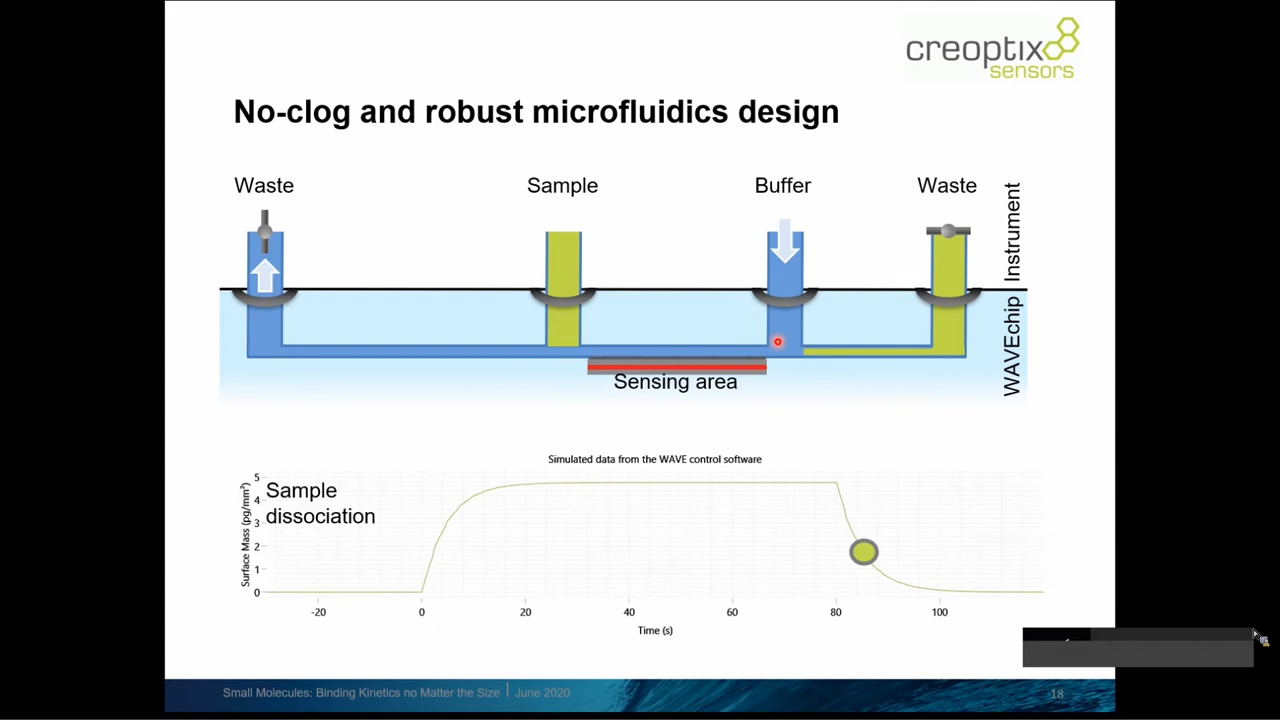 creoptix
sensors
No-clog and robust microfluidics design
Waste
Sample
Buffer
Waste
Instrument
WAVEchip
Sensing area
Simulated data from the WAVE control software
Sample
dissociation
Surface Mass (pg/mm²)
5
4
3
2
1
0
-20
0
20
40
60
80
100
Time (s)
Small Molecules: Binding Kinetics no Matter the Size | June 2020
18